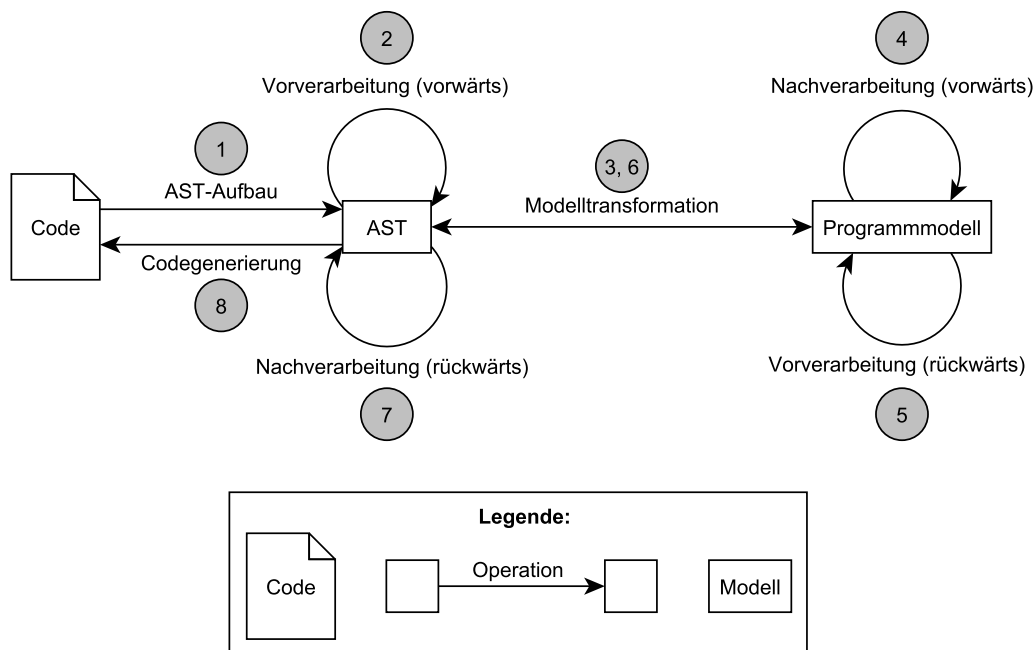 2
4
Vorverarbeitung (vorwärts)
Nachverarbeitung (vorwärts)
1
3, 6
AST-Aufbau
Modelltransformation
Code
AST
Programmmodell
Codegenerierung
8
Nachverarbeitung (rückwärts)
Vorverarbeitung (rückwärts)
7
5
Legende:
Code
Operation
Modell